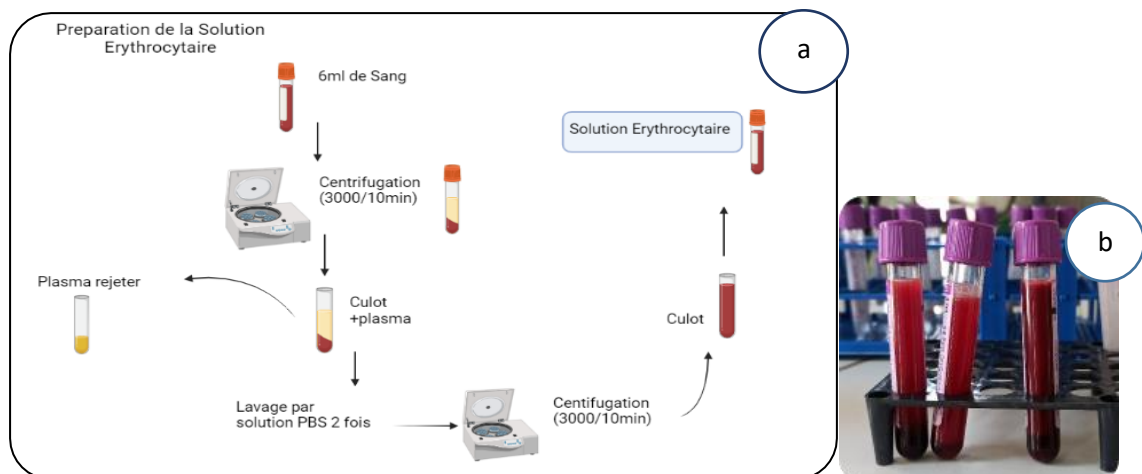 Preparation de la Solution
Erythrocytaire
a
6ml de Sang
Solution Erythrocytaire
Centrifugation
(3000/10min)
b
Plasma rejeter
Culot
+plasma
Culot
Lavage par
solution PBS 2 fois
Centifugation
(3000/10min)